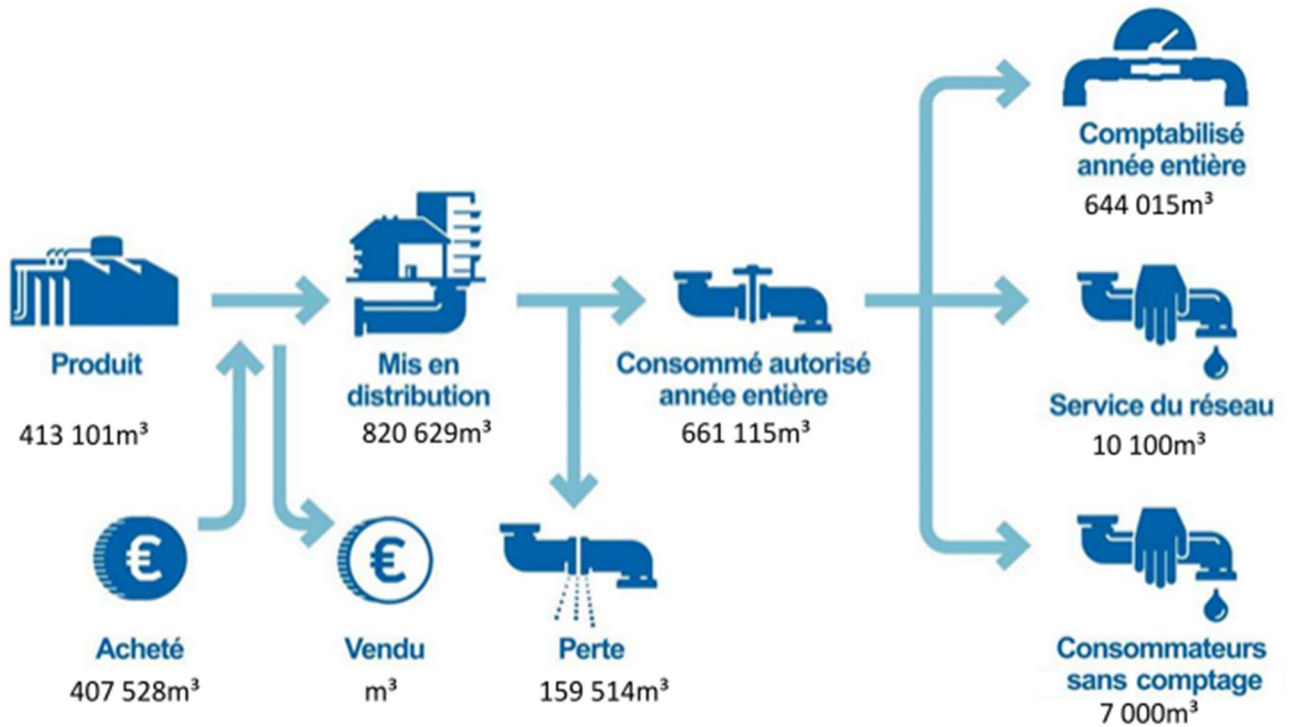 Comptabilisé
année entière
644 015m³
Produit
413 101m³
Mis en
distribution
820 629m³
Consommé autorisé
année entière
661 115m³
Service du réseau
10 100m³
€
Acheté
407 528m³
€
Vendu
m³
Perte
159 514m³
Consommateurs
sans comptage
7 000m³